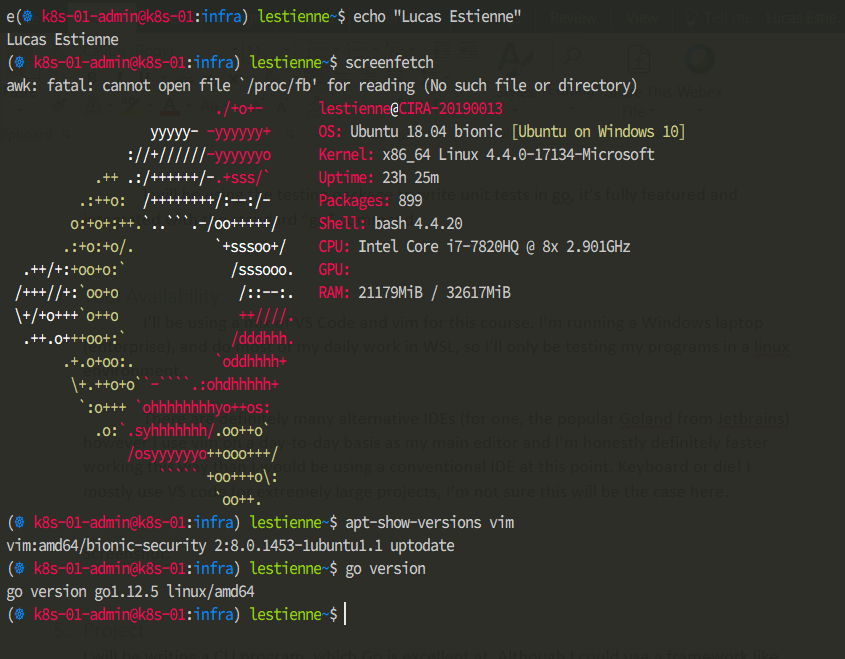 e(☸ k8s-01-admin@k8s-01:infra) lestienne~$ echo "Lucas Estienne"
Lucas Estienne
(☸ k8s-01-admin@k8s-01:infra) lestienne~$ screenfetch
awk: fatal: cannot open file `/proc/fb' for reading (No such file or directory)
./+o+- lestienne@CIRA-20190013
yyyyy- -yyyyyy+ OS: Ubuntu 18.04 bionic [Ubuntu on Windows 10]
://+//////-yyyyyyo Kernel: x86_64 Linux 4.4.0-17134-Microsoft
.++ .:/++++++/-.+sss/` Uptime: 23h 25m
.:++o: /++++++++/:--:/- Packages: 899
o:+o+:++.`..```.-/oo+++++/ Shell: bash 4.4.20
.:+o:+o/. `+sssoo+/ CPU: Intel Core i7-7820HQ @ 8x 2.901GHz
.++/+:+oo+o:` /sssooo. GPU:
/+++//+:`oo+o /::--:. RAM: 21179MiB / 32617MiB
\+/+o+++`o++o ++////.
.++.o+++oo+:` /dddhhh.
.+.o+oo:. `oddhhhh+
\+.++o+o``-````.:ohdhhhhh+
`:o+++ `ohhhhhhhhyo++os:
.o:`.syhhhhhhh/.oo++o`
/osyyyyyyo++ooo+++/
````` +oo+++o\:
`oo++.
(☸ k8s-01-admin@k8s-01:infra) lestienne~$ apt-show-versions vim
vim:amd64/bionic-security 2:8.0.1453-1ubuntu1.1 uptodate
(☸ k8s-01-admin@k8s-01:infra) lestienne~$ go version
go version go1.12.5 linux/amd64
(☸ k8s-01-admin@k8s-01:infra) lestienne~$